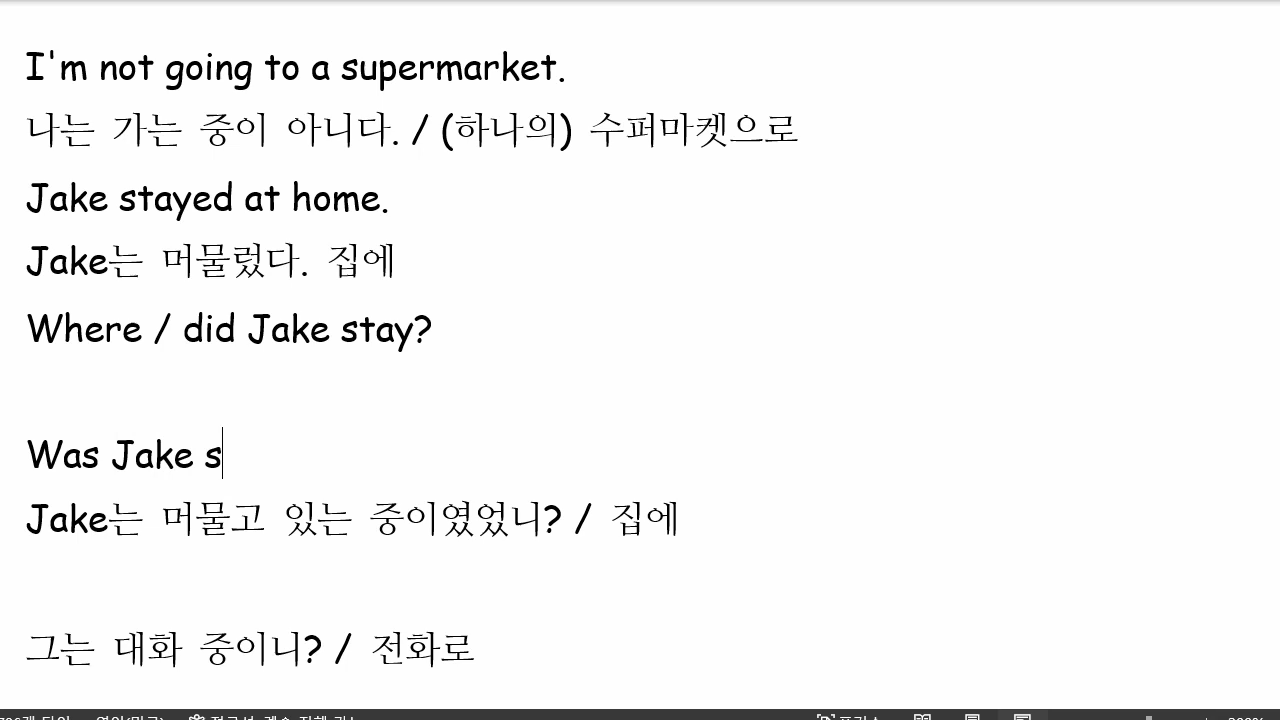 I'm not going to a supermarket.
나는 가는 중이 아니다. / (하나의) 수퍼마켓으로
Jake stayed at home.
Jake는 머물렀다. 집에
Where / did Jake stay?
Was Jake s
Jake는 머물고 있는 중이였었니? / 집에
그는 대화 중이니? / 전화로